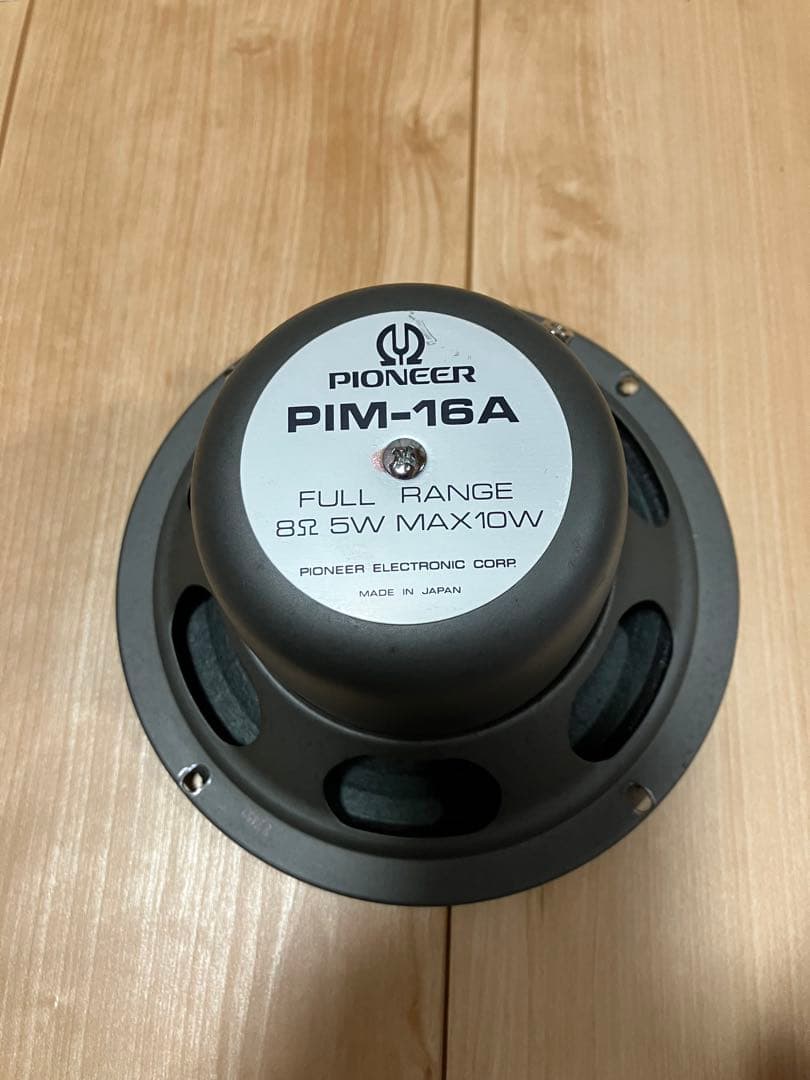 PIONEER
PIM-16A
FULL RANGE
8Ω 5W MAX10W
PIONEER ELECTRONIC CORP.
MADE IN JAPAN